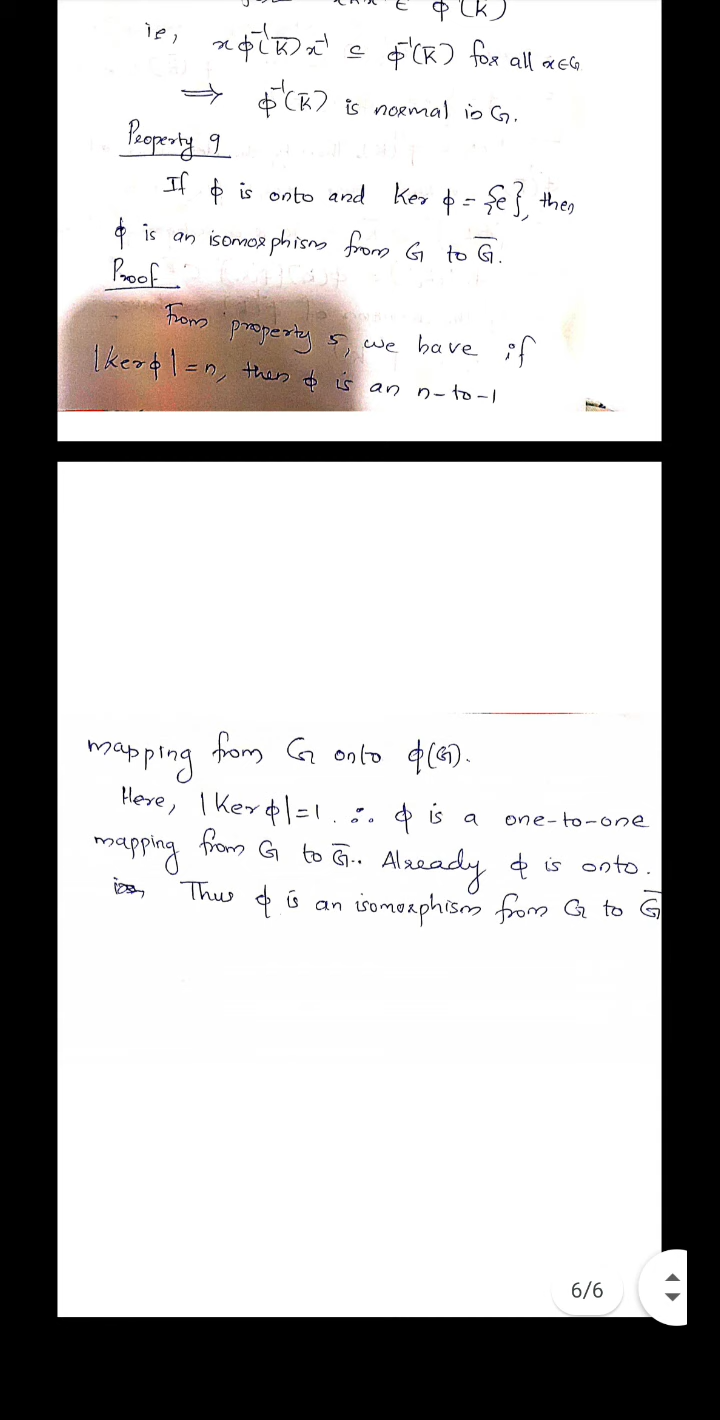 ∈ ϕ⁻¹(K̄)
ie, xϕ⁻¹(K̄)x⁻¹ ⊆ ϕ⁻¹(K̄) for all x∈G
⟹ ϕ⁻¹(K̄) is normal in G.
Property 9
If ϕ is onto and Ker ϕ = {e}, then
ϕ is an isomorphism from G to G̅.
Proof
From property 5, we have if
|kerϕ| = n, then ϕ is an n-to-1
mapping from G onto ϕ(G).
Here, |Kerϕ|=1. ∴ ϕ is a one-to-one
mapping from G to G̅. Already ϕ is onto.
Thus ϕ is an isomorphism from G to G̅
6/6